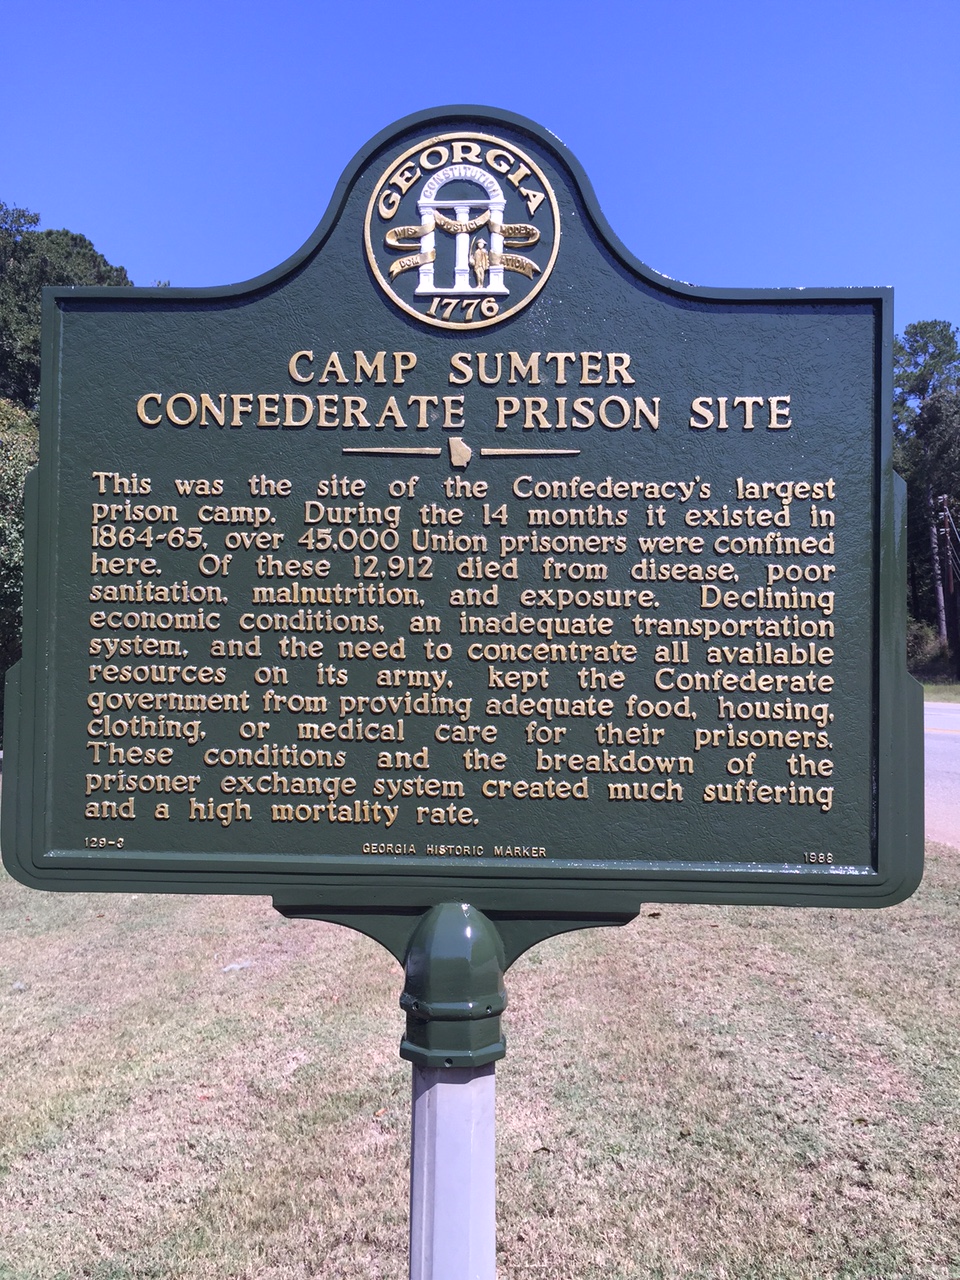 GEORGIA
CONSTITUTION
WIS JUSTICE MODER
DOM ATION
1776
CAMP SUMTER
CONFEDERATE PRISON SITE
This was the site of the Confederacy's largest
prison camp. During the 14 months it existed in
1864-65, over 45,000 Union prisoners were confined
here. Of these 12,912 died from disease, poor
sanitation, malnutrition, and exposure. Declining
economic conditions, an inadequate transportation
system, and the need to concentrate all available
resources on its army, kept the Confederate
government from providing adequate food, housing,
clothing, or medical care for their prisoners.
These conditions and the breakdown of the
prisoner exchange system created much suffering
and a high mortality rate.
129-3 GEORGIA HISTORIC MARKER 1988